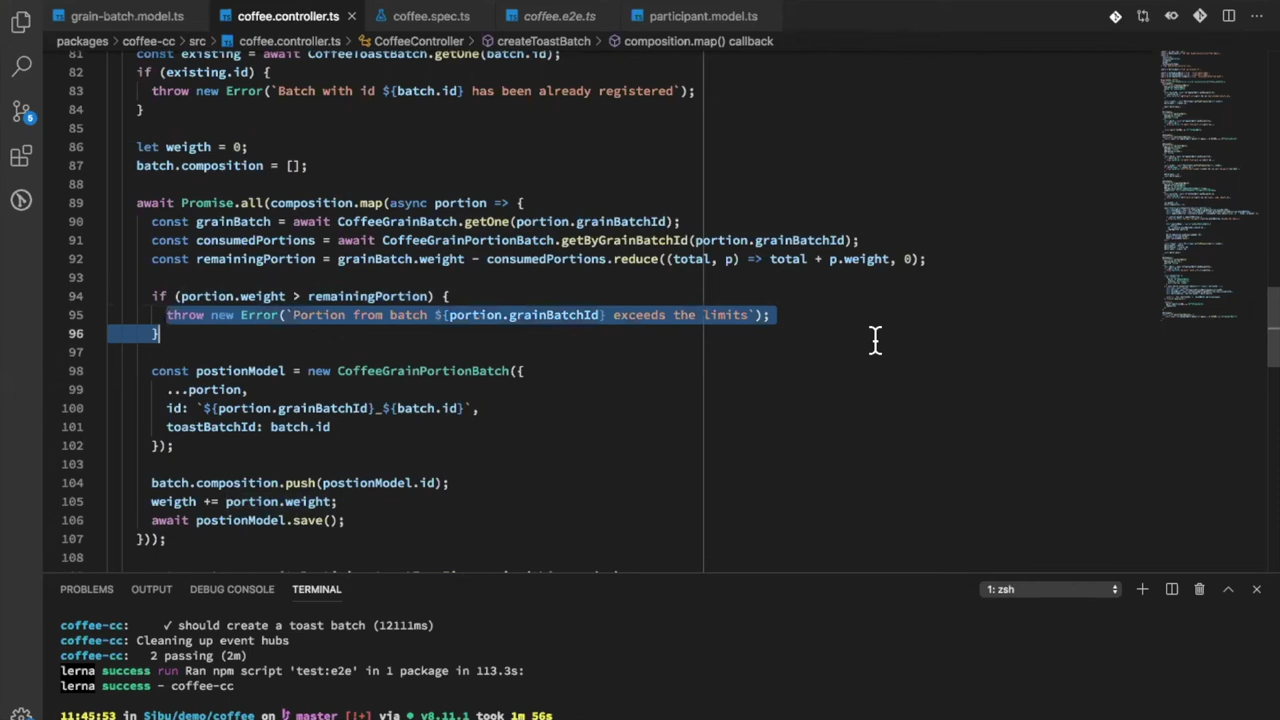 grain-batch.model.ts coffee.controller.ts coffee.spec.ts coffee.e2e.ts participant.model.ts
packages > coffee-cc > src > coffee.controller.ts > CoffeeController > createToastBatch > composition.map() callback
81 const existing = await CoffeeToastBatch.getOne(batch.id);
82 if (existing.id) {
83 throw new Error(`Batch with id ${batch.id} has been already registered`);
84 }
85
86 let weigth = 0;
87 batch.composition = [];
88
89 await Promise.all(composition.map(async portion => {
90 const grainBatch = await CoffeeGrainBatch.getOne(portion.grainBatchId);
91 const consumedPortions = await CoffeeGrainPortionBatch.getByGrainBatchId(portion.grainBatchId);
92 const remainingPortion = grainBatch.weight - consumedPortions.reduce((total, p) => total + p.weight, 0);
93
94 if (portion.weight > remainingPortion) {
95 throw new Error(`Portion from batch ${portion.grainBatchId} exceeds the limits`);
96 }
97
98 const postionModel = new CoffeeGrainPortionBatch({
99 ...portion,
100 id: `${portion.grainBatchId}_${batch.id}`,
101 toastBatchId: batch.id
102 });
103
104 batch.composition.push(postionModel.id);
105 weigth += portion.weight;
106 await postionModel.save();
107 }));
108
5
PROBLEMS OUTPUT DEBUG CONSOLE TERMINAL 1: zsh
coffee-cc: ✓ should create a toast batch (12111ms)
coffee-cc: Cleaning up event hubs
coffee-cc: 2 passing (2m)
lerna success run Ran npm script 'test:e2e' in 1 package in 113.3s:
lerna success - coffee-cc
11:45:53 in Sibu/demo/coffee on master [!+] via v8.11.1 took 1m 56s